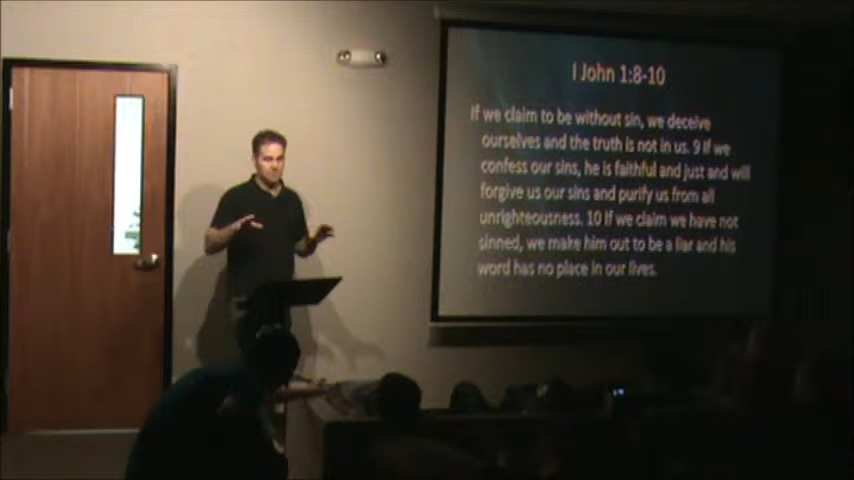 I John 1:8-10
If we claim to be without sin, we deceive
ourselves and the truth is not in us. 9 If we
confess our sins, he is faithful and just and will
forgive us our sins and purify us from all
unrighteousness. 10 If we claim we have not
sinned, we make him out to be a liar and his
word has no place in our lives.